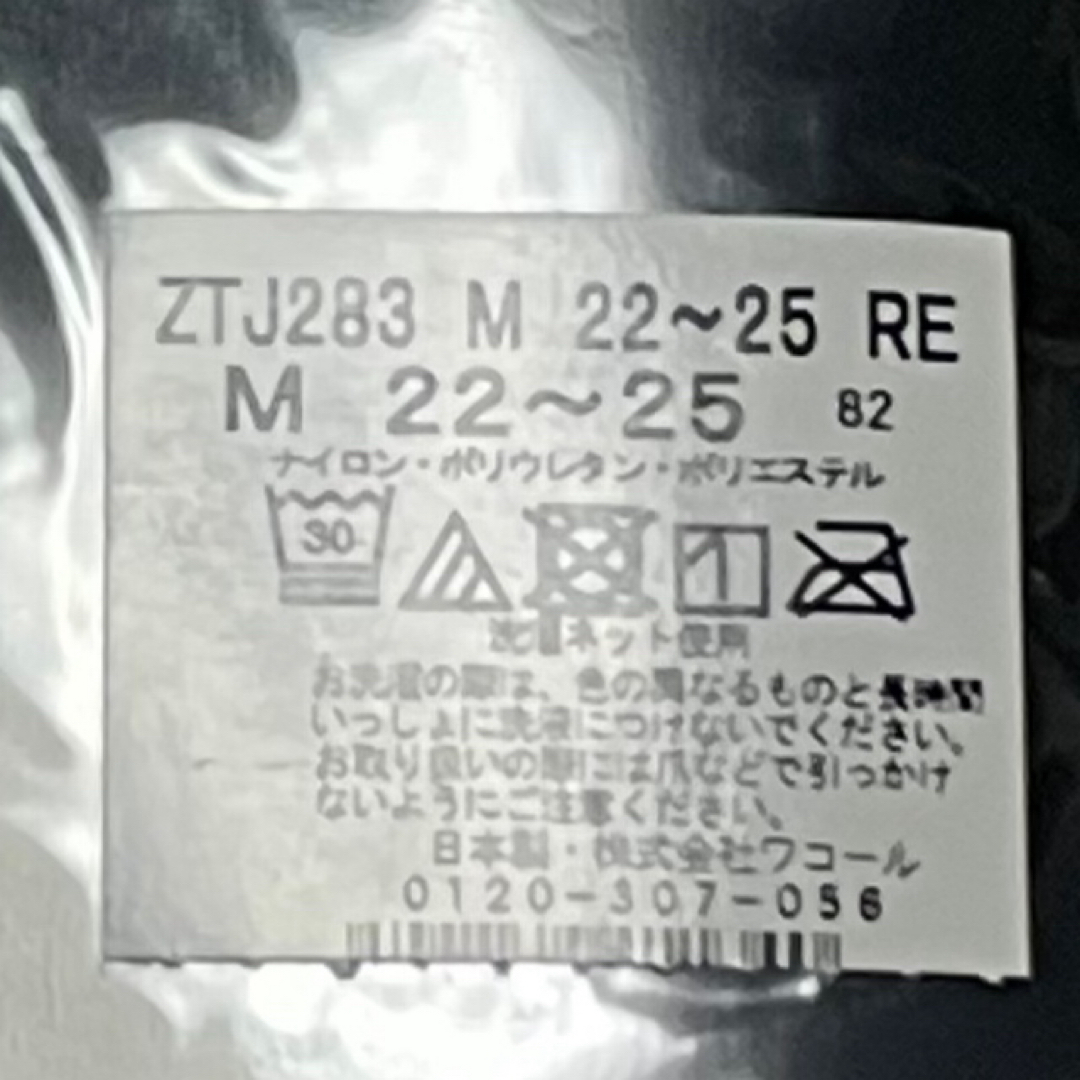 ZTJ283 M 22~25 RE
M 22~25 82
ナイロン・ポリウレタン・ポリエステル
30
洗濯ネット使用
お洗濯の際は、色の異なるものと長時間
いっしょに洗液につけないでください。
お取り扱いの際には爪などで引っかけ
ないようにご注意ください。
日本製・株式会社ワコール
0120-307-056